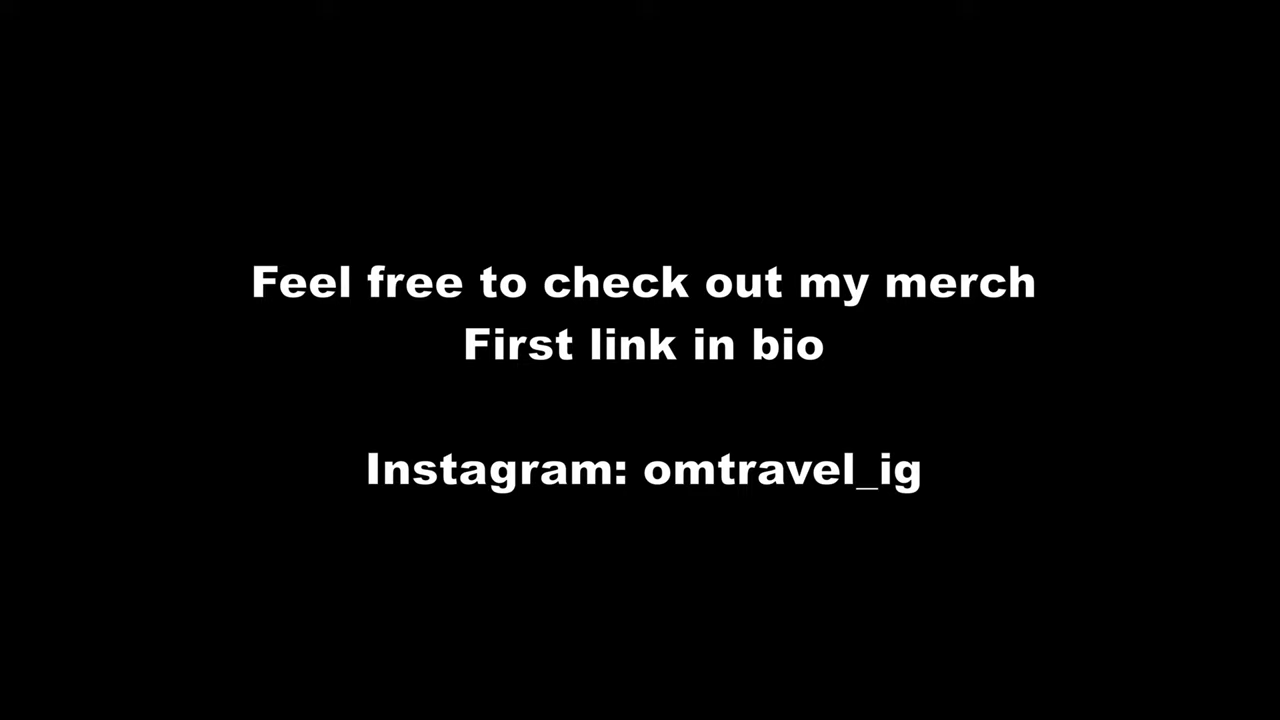 Feel free to check out my merch
First link in bio
Instagram: omtravel_ig